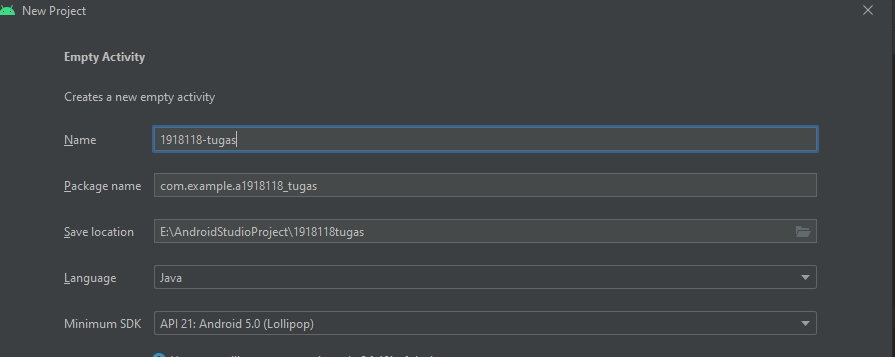 New Project
Empty Activity
Creates a new empty activity
Name 1918118-tugas
Package name com.example.a1918118_tugas
Save location E:\AndroidStudioProject\1918118tugas
Language Java
Minimum SDK API 21: Android 5.0 (Lollipop)